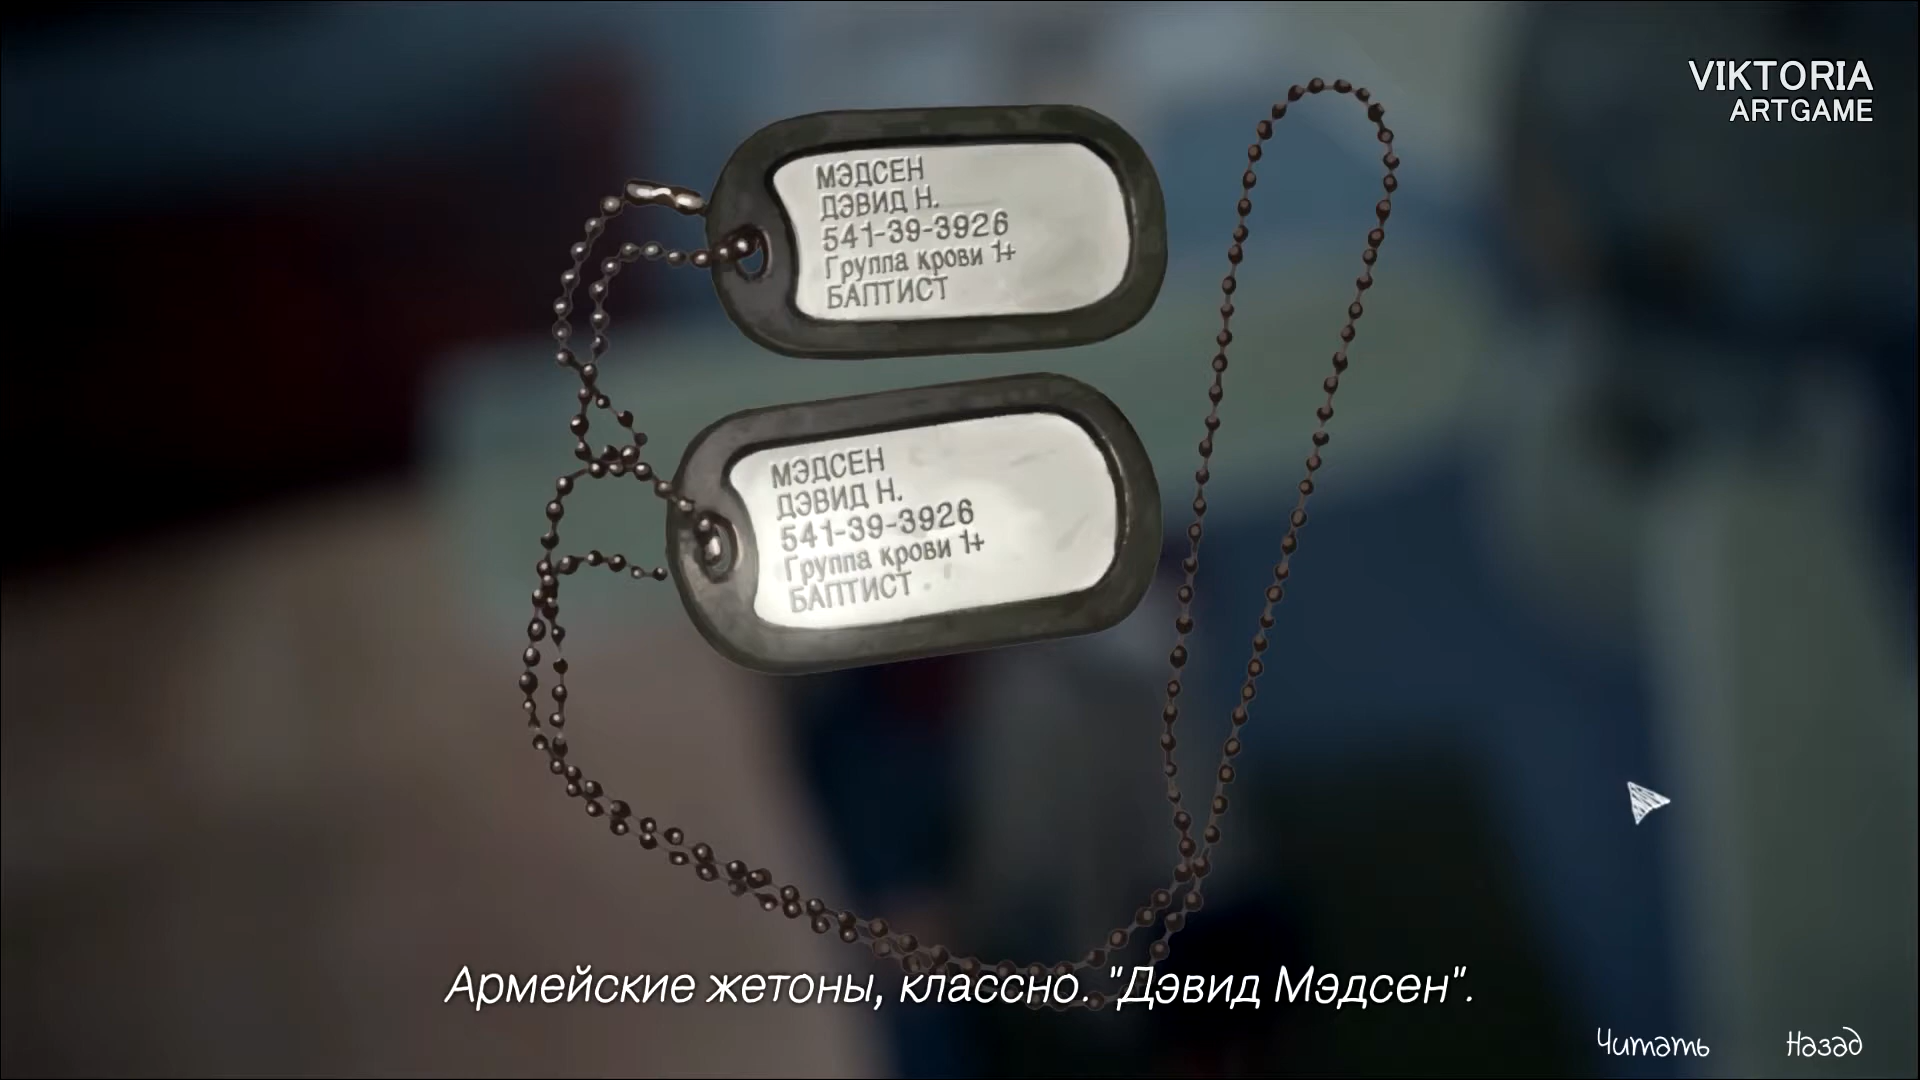 VIKTORIA
ARTGAME
МЭДСЕН
ДЭВИД Н.
541-39-3926
Группа крови 1+
БАПТИСТ
МЭДСЕН
ДЭВИД Н.
541-39-3926
Группа крови 1+
БАПТИСТ
Армейские жетоны, классно. "Дэвид Мэдсен".
Читать Назад